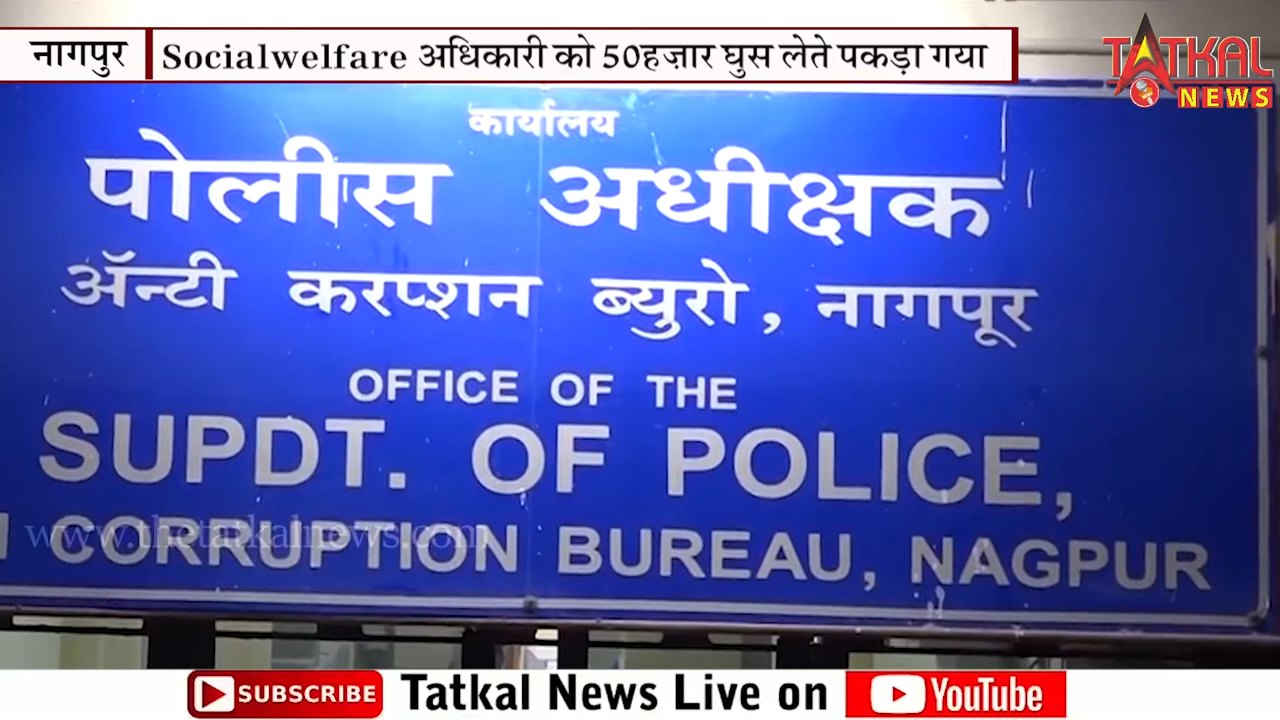 नागपुर
Socialwelfare अधिकारी को 50हज़ार घुस लेते पकड़ा गया
TATKAL
NEWS
कार्यालय
पोलीस अधीक्षक
ॲन्टी करप्शन ब्युरो, नागपूर
OFFICE OF THE
SUPDT. OF POLICE,
CORRUPTION BUREAU, NAGPUR
www.thetatkalnews.com
SUBSCRIBE
Tatkal News Live on
YouTube